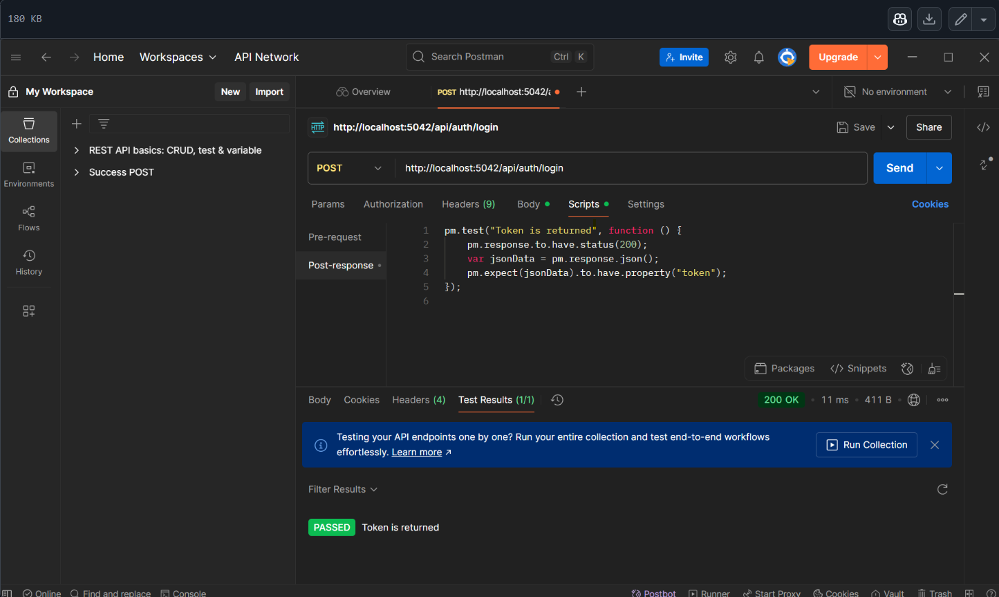 180 KB
Home Workspaces API Network Search Postman Ctrl K Invite Upgrade
My Workspace New Import Overview POST http://localhost:5042/a No environment
Collections
Environments
Flows
History
REST API basics: CRUD, test & variable
Success POST
HTTP http://localhost:5042/api/auth/login Save Share
POST http://localhost:5042/api/auth/login Send
Params Authorization Headers (9) Body Scripts Settings Cookies
Pre-request
Post-response
1 pm.test("Token is returned", function () {
2 pm.response.to.have.status(200);
3 var jsonData = pm.response.json();
4 pm.expect(jsonData).to.have.property("token");
5 });
6
Packages </> Snippets
Body Cookies Headers (4) Test Results (1/1) 200 OK 11 ms 411 B
Testing your API endpoints one by one? Run your entire collection and test end-to-end workflows
effortlessly. Learn more ↗
Run Collection
Filter Results
PASSED Token is returned
Online Find and replace Console Postbot Runner Start Proxy Cookies Vault Trash